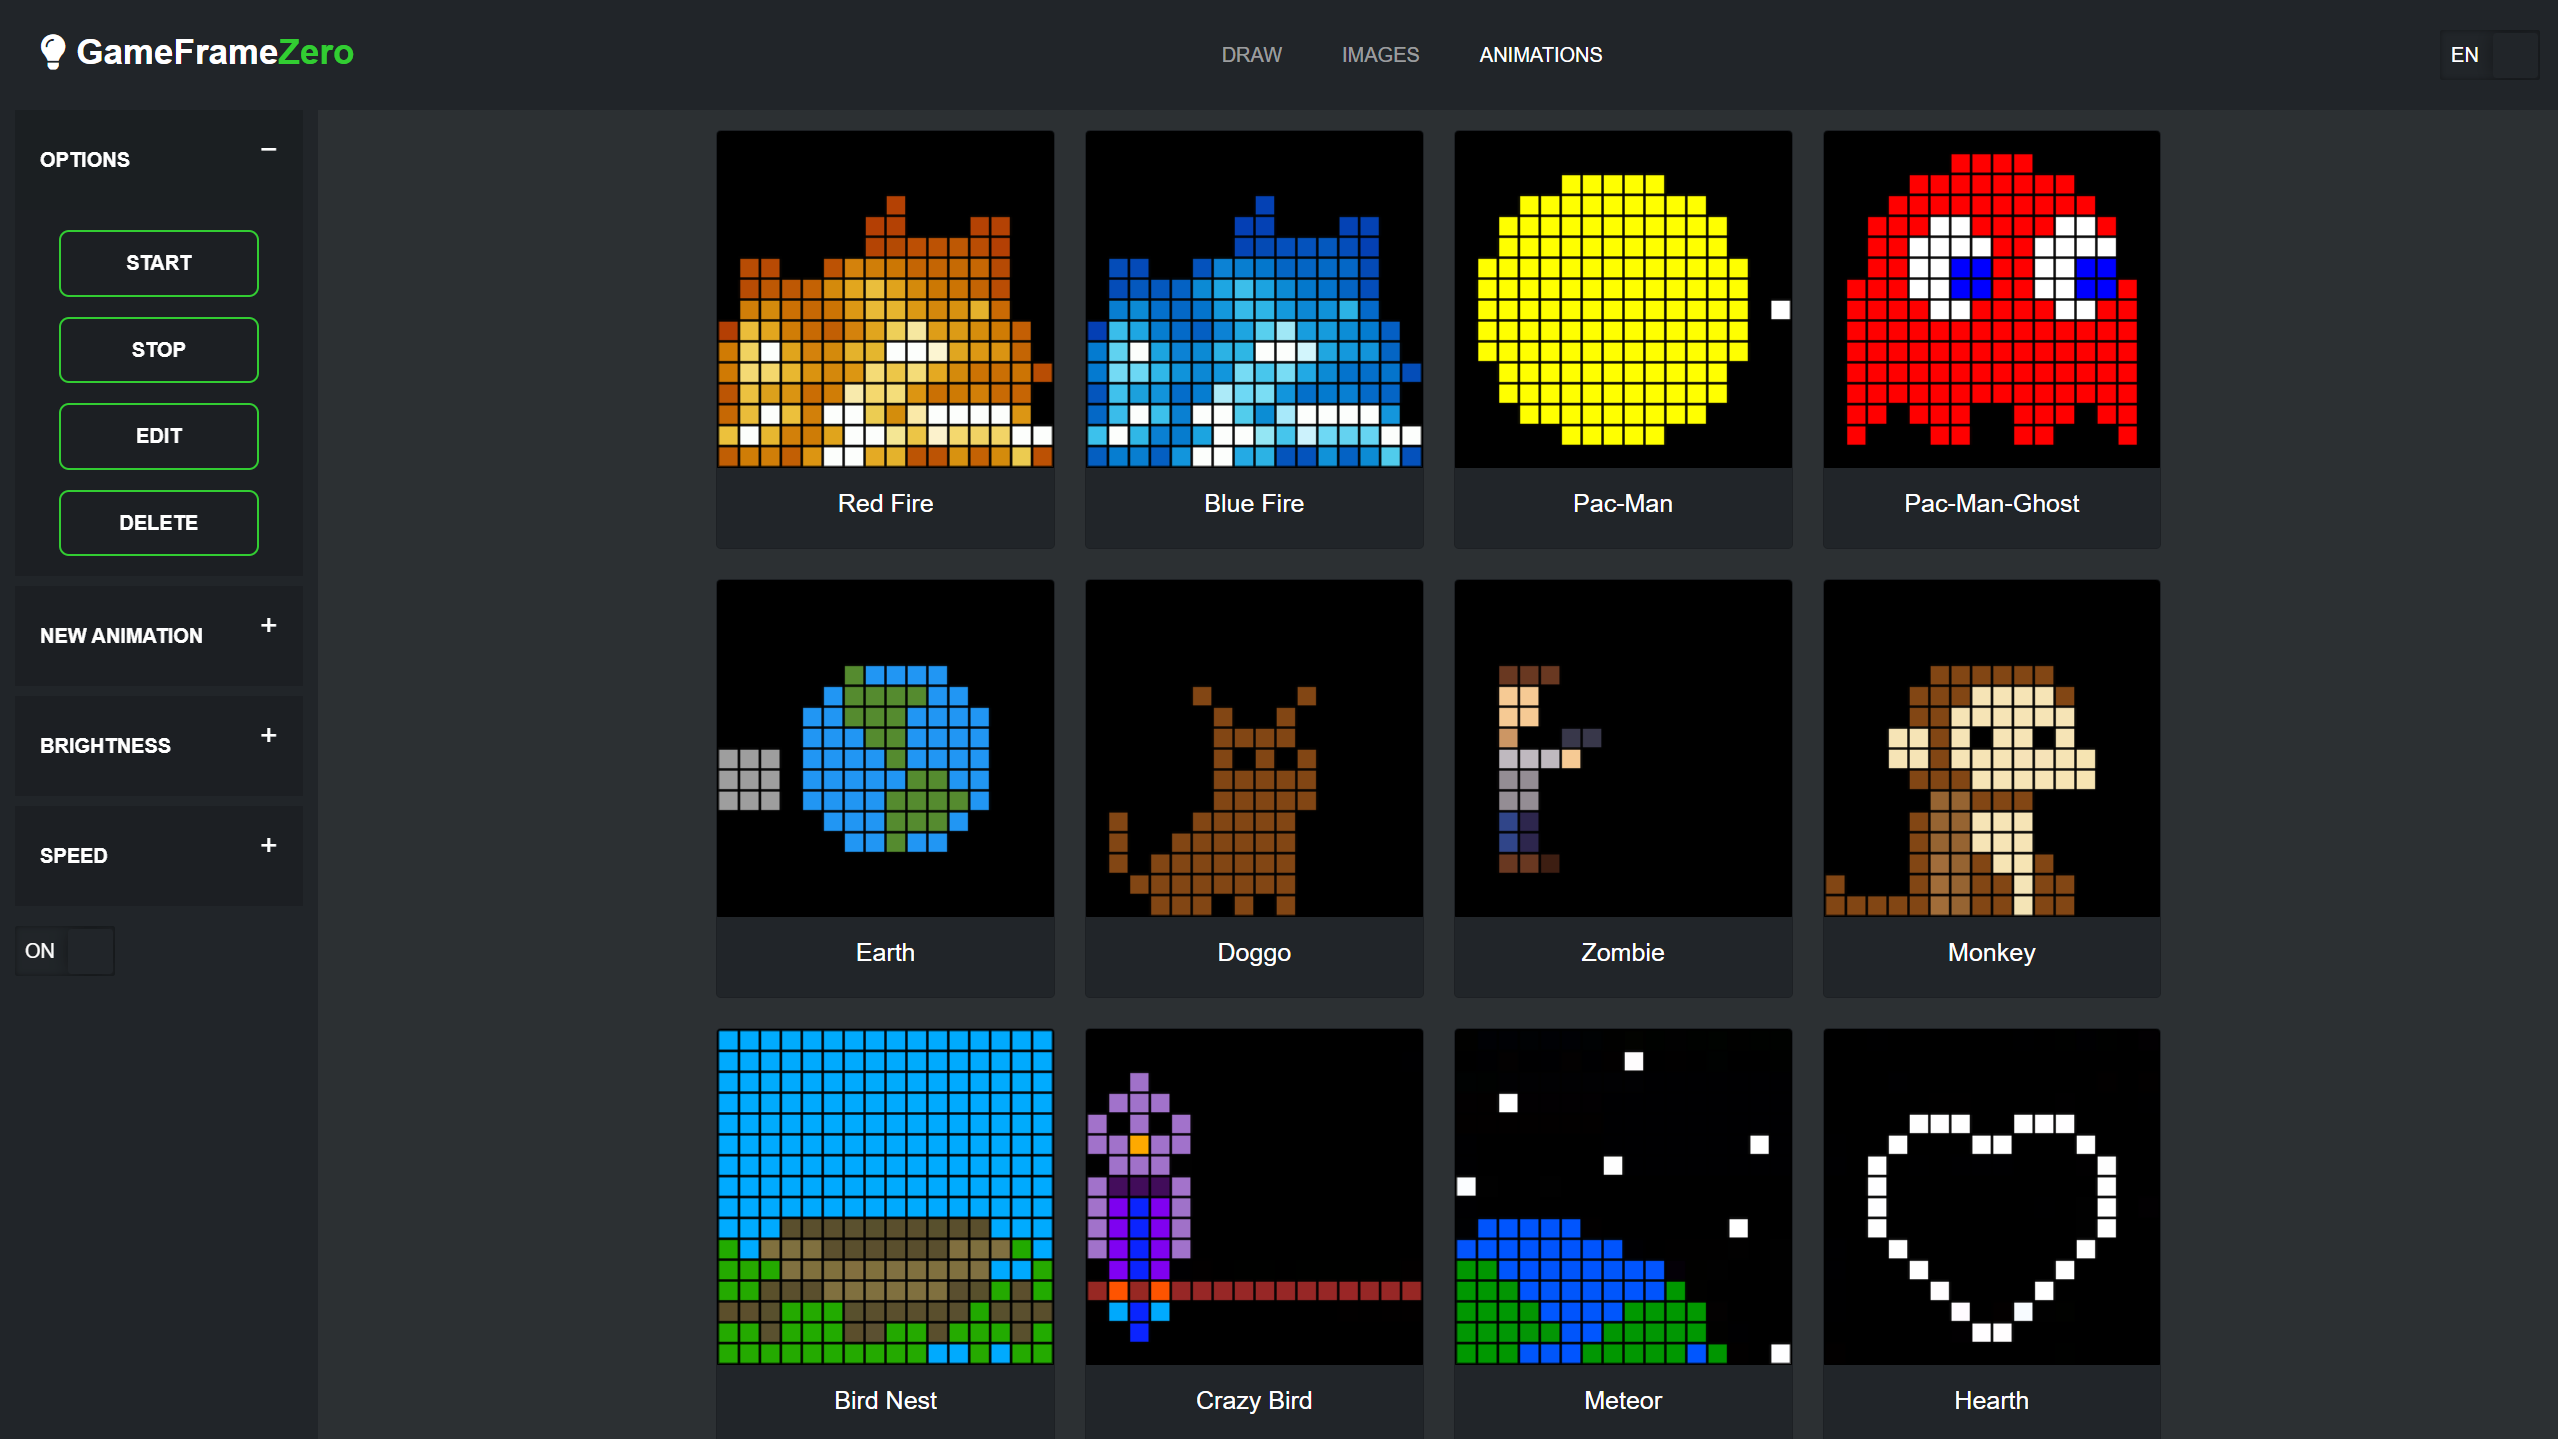 GameFrameZero
DRAW
IMAGES
ANIMATIONS
EN
OPTIONS
−
START
STOP
EDIT
DELETE
NEW ANIMATION
+
BRIGHTNESS
+
SPEED
+
ON
Red Fire
Blue Fire
Pac-Man
Pac-Man-Ghost
Earth
Doggo
Zombie
Monkey
Bird Nest
Crazy Bird
Meteor
Hearth